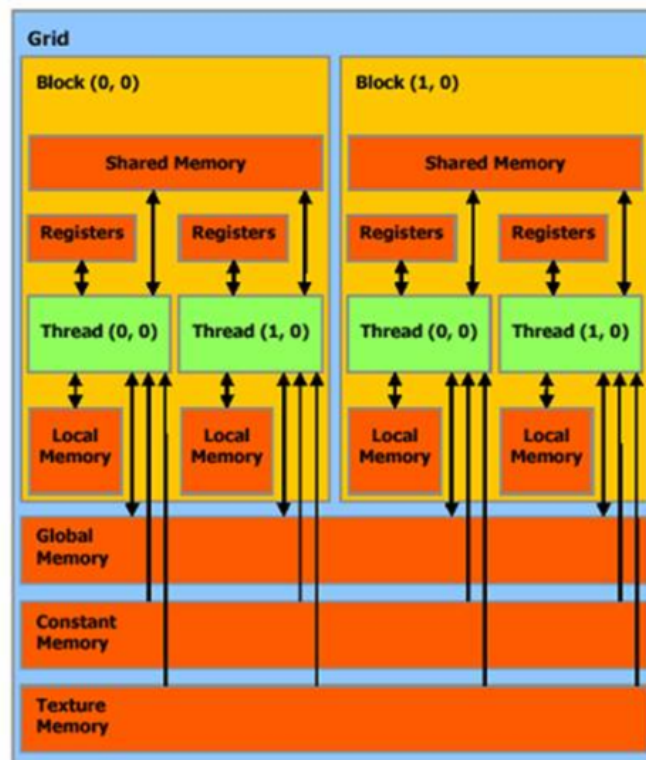 Grid
Block (0, 0)
Block (1, 0)
Shared Memory
Shared Memory
Registers
Registers
Registers
Registers
Thread (0, 0)
Thread (1, 0)
Thread (0, 0)
Thread (1, 0)
Local
Memory
Local
Memory
Local
Memory
Local
Memory
Global
Memory
Constant
Memory
Texture
Memory